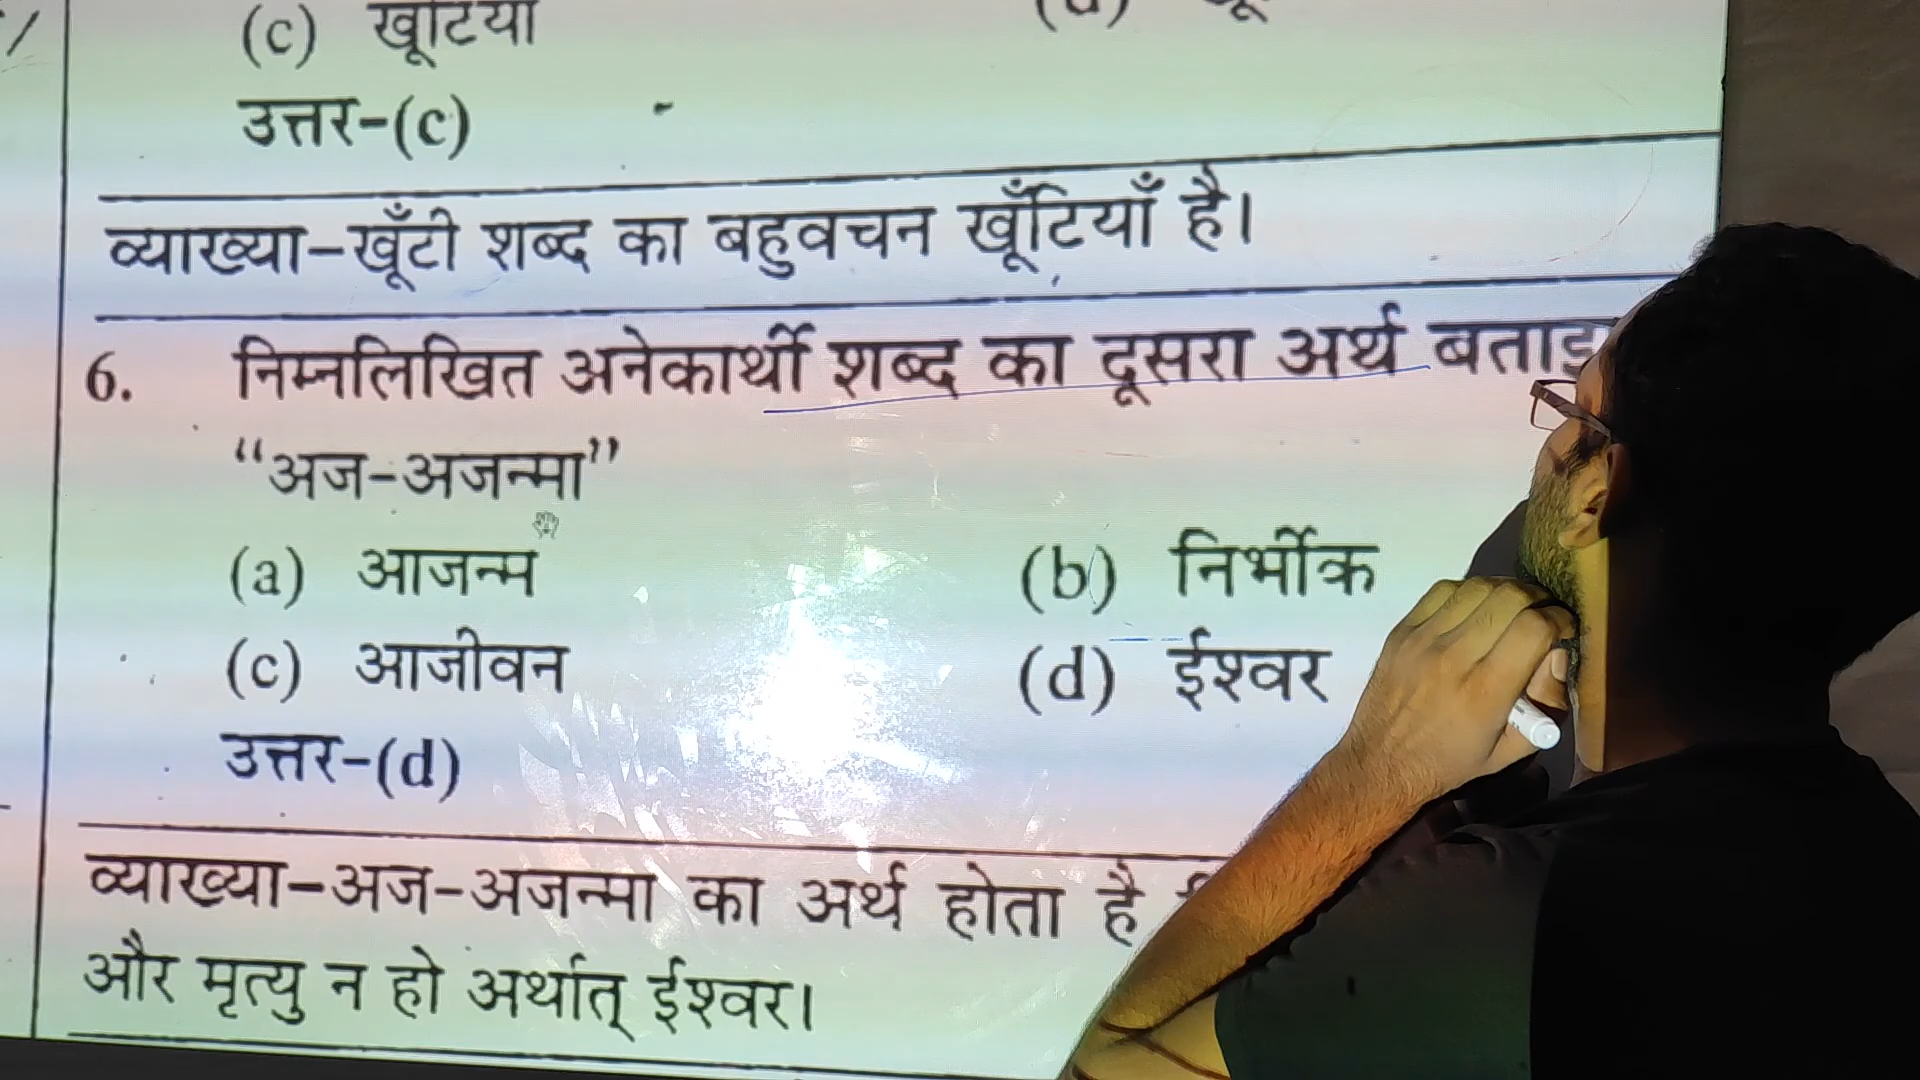 (c) खूँटियाँ
उत्तर-(c)
व्याख्या-खूँटी शब्द का बहुवचन खूँटियाँ है।
6. निम्नलिखित अनेकार्थी शब्द का दूसरा अर्थ
“अज-अजन्मा”
(a) आजन्म (b) निर्भीक
(c) आजीवन (d) ईश्वर
उत्तर-(d)
व्याख्या-अज-अजन्मा का अर्थ होता है
और मृत्यु न हो अर्थात् ईश्वर।